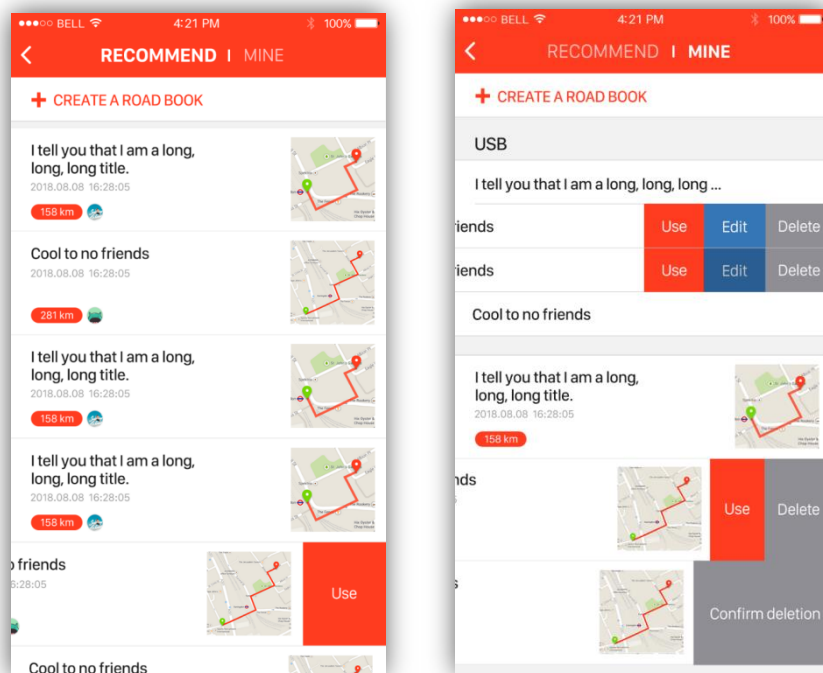 BELL 4:21 PM 100%
RECOMMEND I MINE
+ CREATE A ROAD BOOK
I tell you that I am a long,
long, long title.
2018.08.08 16:28:05
158 km
Cool to no friends
2018.08.08 16:28:05
281 km
I tell you that I am a long,
long, long title.
2018.08.08 16:28:05
158 km
I tell you that I am a long,
long, long title.
2018.08.08 16:28:05
158 km
friends
6:28:05
Use
Cool to no friends
BELL 4:21 PM 100%
RECOMMEND I MINE
+ CREATE A ROAD BOOK
USB
I tell you that I am a long, long, long ...
iends Use Edit Delete
iends Use Edit Delete
Cool to no friends
I tell you that I am a long,
long, long title.
2018.08.08 16:28:05
158 km
nds
Use Delete
Confirm deletion